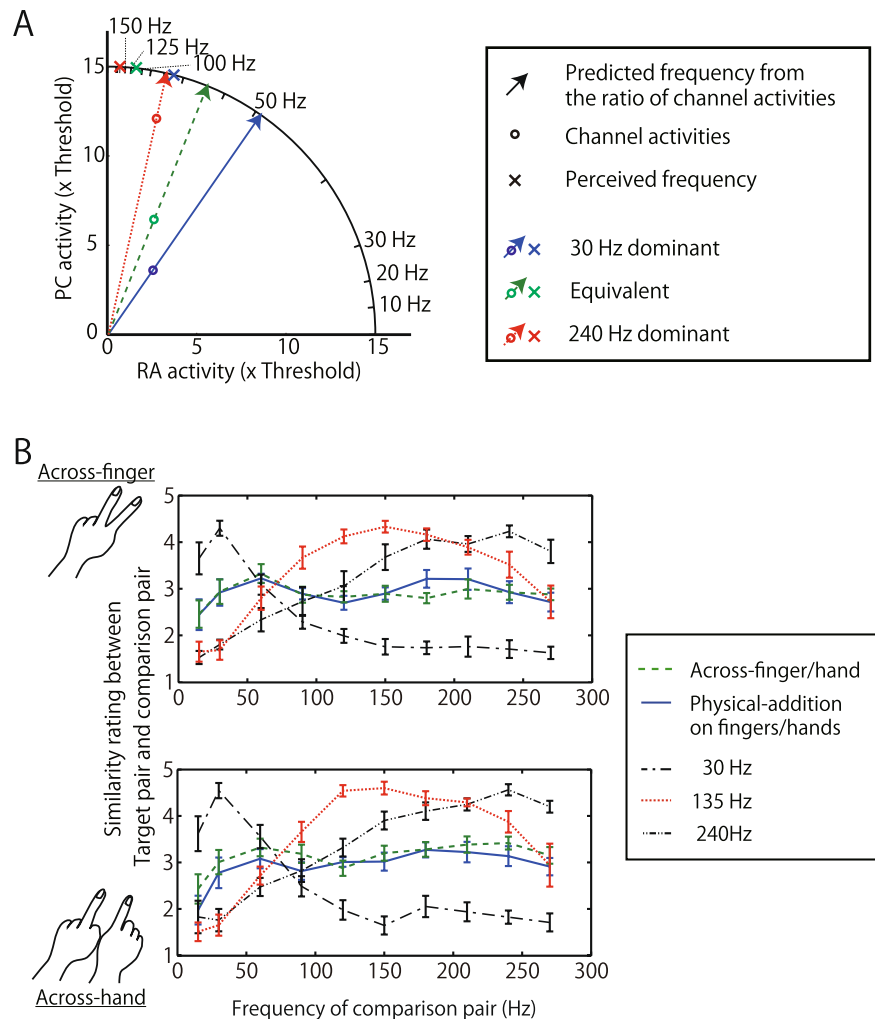 A
150 Hz
125 Hz
100 Hz
50 Hz
30 Hz
20 Hz
10 Hz
15
10
5
0
0
5
10
15
PC activity (x Threshold)
RA activity (x Threshold)
Predicted frequency from
the ratio of channel activities
Channel activities
Perceived frequency
30 Hz dominant
Equivalent
240 Hz dominant
B
Across-finger
5
4
3
2
1
0
50
100
150
200
250
300
Similarity rating between
Target pair and comparison pair
5
4
3
2
1
0
50
100
150
200
250
300
Across-hand
Frequency of comparison pair (Hz)
Across-finger/hand
Physical-addition
on fingers/hands
30 Hz
135 Hz
240Hz